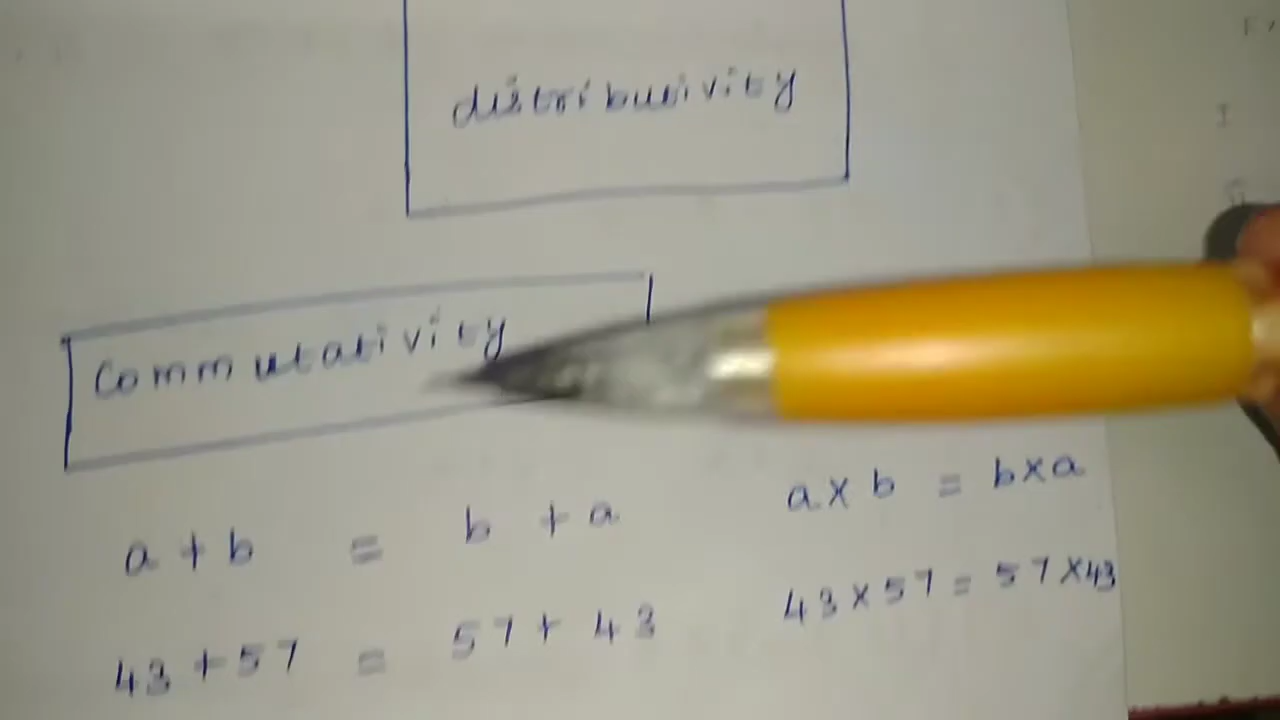 distributivity
Commutativity
a + b = b + a
a × b = b × a
43 + 57 = 57 + 43
43 × 57 = 57 × 43